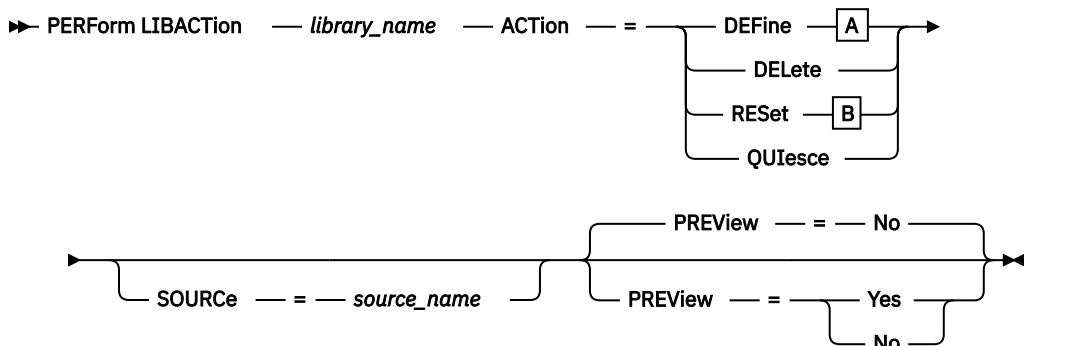 PERForm LIBACTion library_name ACTion = DEFine A
DELete
RESet B
QUIesce
PREView = No
SOURCe = source_name PREView = Yes
No